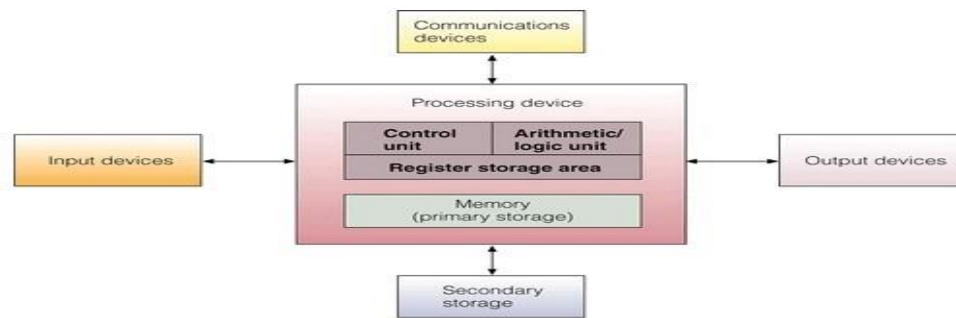 Communications
devices
Processing device
Control
unit
Arithmetic/
logic unit
Register storage area
Memory
(primary storage)
Input devices
Output devices
Secondary
storage